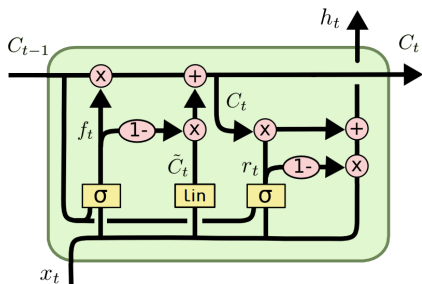 h_t
C_{t-1}
C_t
x
+
C_t
f_t
1-
x
x
+
C̃_t
r_t
1-
x
σ
Lin
σ
x_t